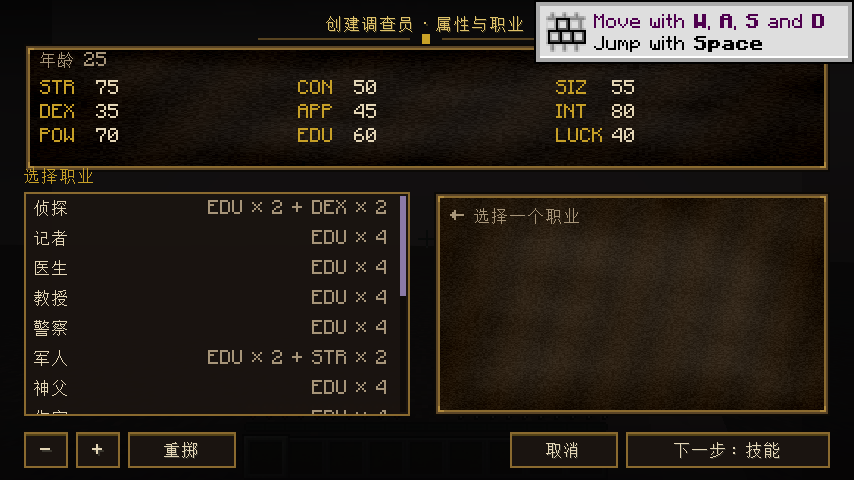 创建调查员 · 属性与职业
Move with W, A, S and D
Jump with Space
年龄 25
STR 75 CON 50 SIZ 55
DEX 35 APP 45 INT 80
POW 70 EDU 60 LUCK 40
选择职业
侦探 EDU × 2 + DEX × 2
记者 EDU × 4
医生 EDU × 4
教授 EDU × 4
警察 EDU × 4
军人 EDU × 2 + STR × 2
神父 EDU × 4
← 选择一个职业
- + 重掷 取消 下一步：技能